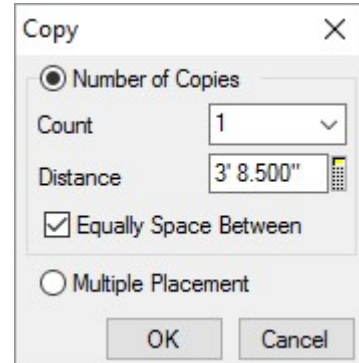 Copy
Number of Copies
Count 1
Distance 3' 8.500"
Equally Space Between
Multiple Placement
OK Cancel